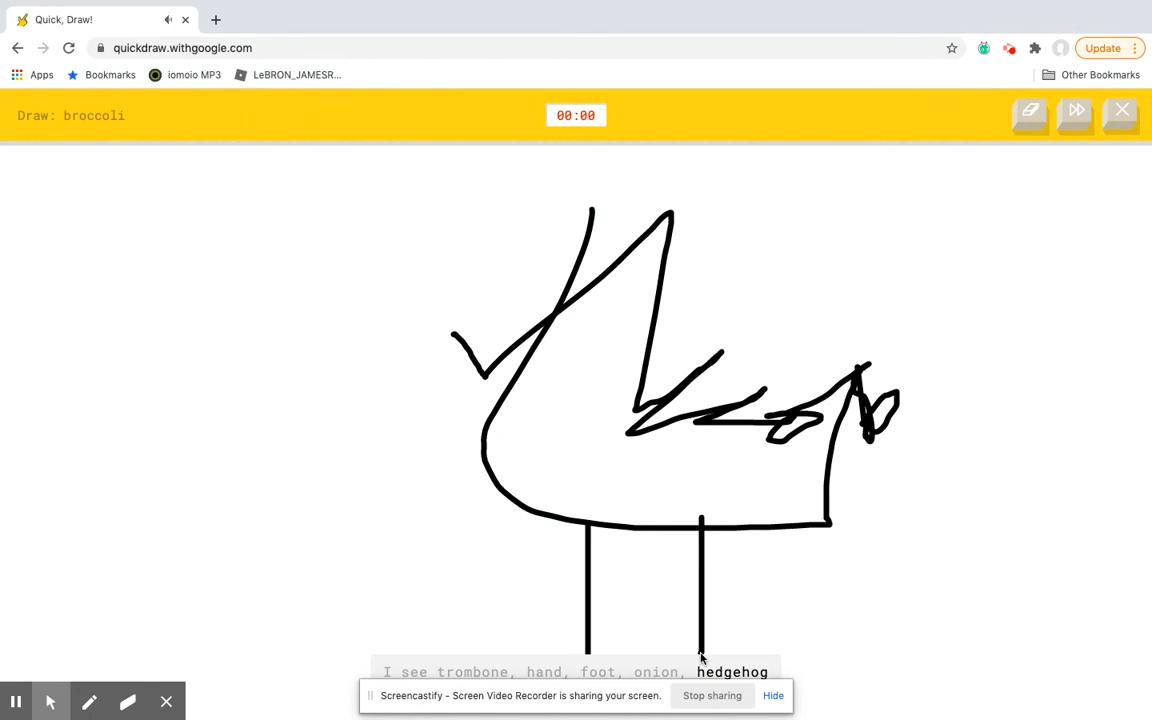 Quick, Draw!
quickdraw.withgoogle.com
Update
Apps
Bookmarks
iomoio MP3
LeBRON_JAMESR...
Other Bookmarks
Draw: broccoli
00:00
I see trombone, hand, foot, onion, hedgehog
Screencastify - Screen Video Recorder is sharing your screen.
Stop sharing
Hide